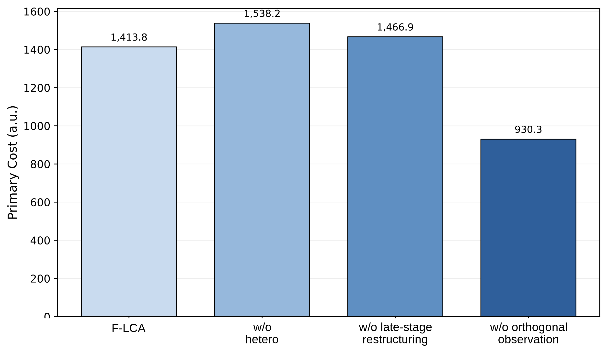 Primary Cost (a.u.)
1600
1400
1200
1000
800
600
400
200
0
1,413.8
1,538.2
1,466.9
930.3
F-LCA
w/o
hetero
w/o late-stage
restructuring
w/o orthogonal
observation